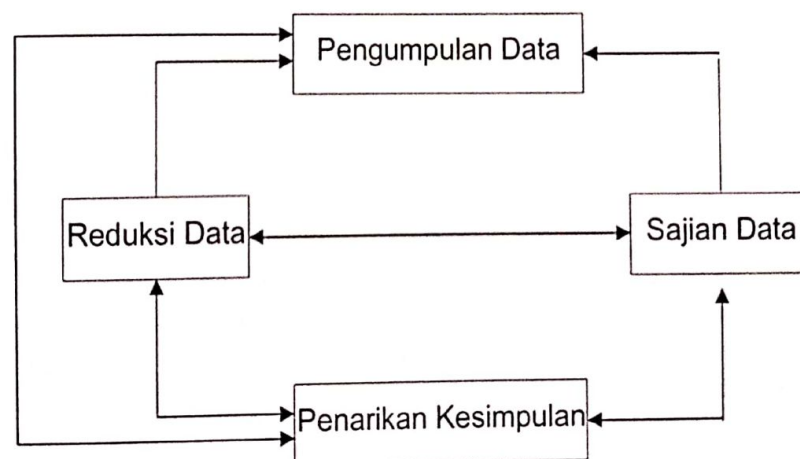 Pengumpulan Data
Reduksi Data
Sajian Data
Penarikan Kesimpulan